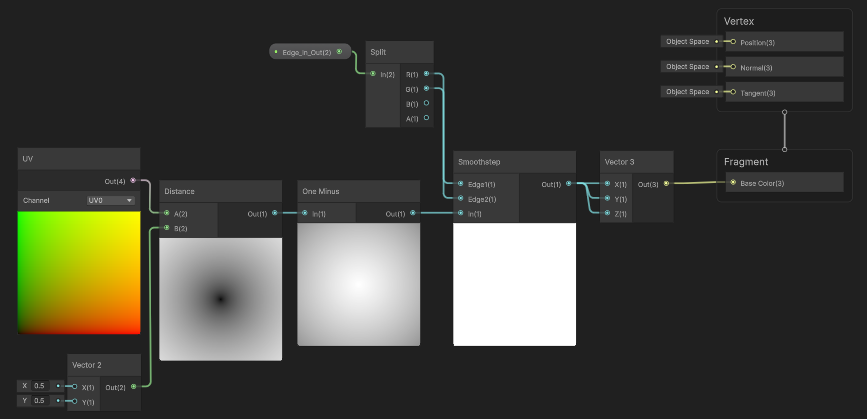 Vertex
Object Space
Position(3)
Object Space
Normal(3)
Object Space
Tangent(3)
Edge_In_Out(2)
Split
In(2)
R(1)
G(1)
B(1)
A(1)
UV
Out(4)
Channel
UV0
Distance
A(2)
B(2)
Out(1)
One Minus
In(1)
Out(1)
Smoothstep
Edge1(1)
Edge2(1)
In(1)
Out(1)
Vector 3
X(1)
Y(1)
Z(1)
Out(3)
Fragment
Base Color(3)
Vector 2
X 0.5
Y 0.5
X(1)
Y(1)
Out(2)